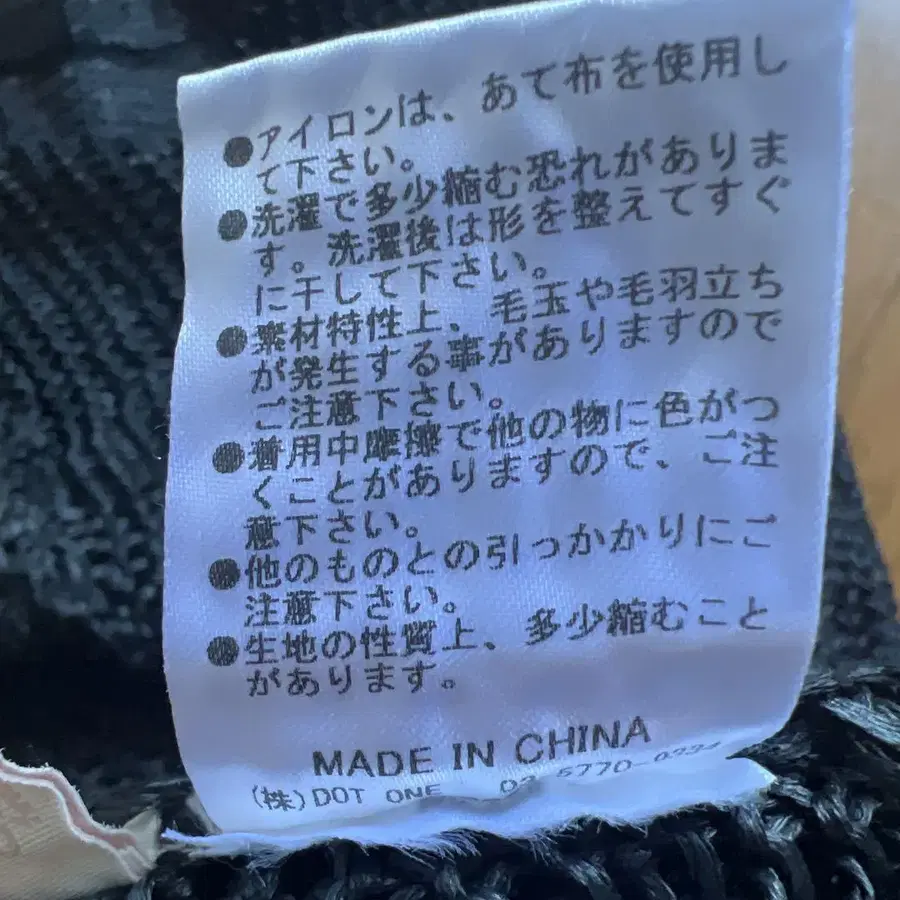 ●アイロンは、あて布を使用し
て下さい。
●洗濯で多少縮む恐れがありま
す。洗濯後は形を整えてすぐ
に干して下さい。
●素材特性上、毛玉や毛羽立ち
が発生する事がありますので
ご注意下さい。
●着用中摩擦で他の物に色がつ
くことがありますので、ご注
意下さい。
●他のものとの引っかかりにご
注意下さい。
●生地の性質上、多少縮むこと
があります。
MADE IN CHINA
(株)DOT ONE 03-5770-